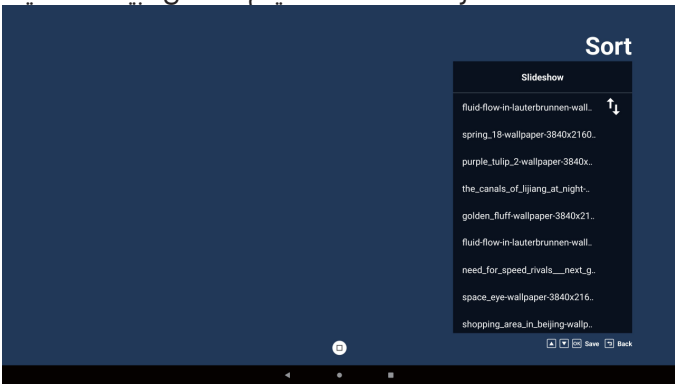 Sort
Slideshow
fluid-flow-in-lauterbrunnen-wall..
spring_18-wallpaper-3840x2160..
purple_tulip_2-wallpaper-3840x..
the_canals_of_lijiang_at_night-..
golden_fluff-wallpaper-3840x21..
fluid-flow-in-lauterbrunnen-wall..
need_for_speed_rivals___next_g..
space_eye-wallpaper-3840x216..
shopping_area_in_beijing-wallp..
OK Save Back